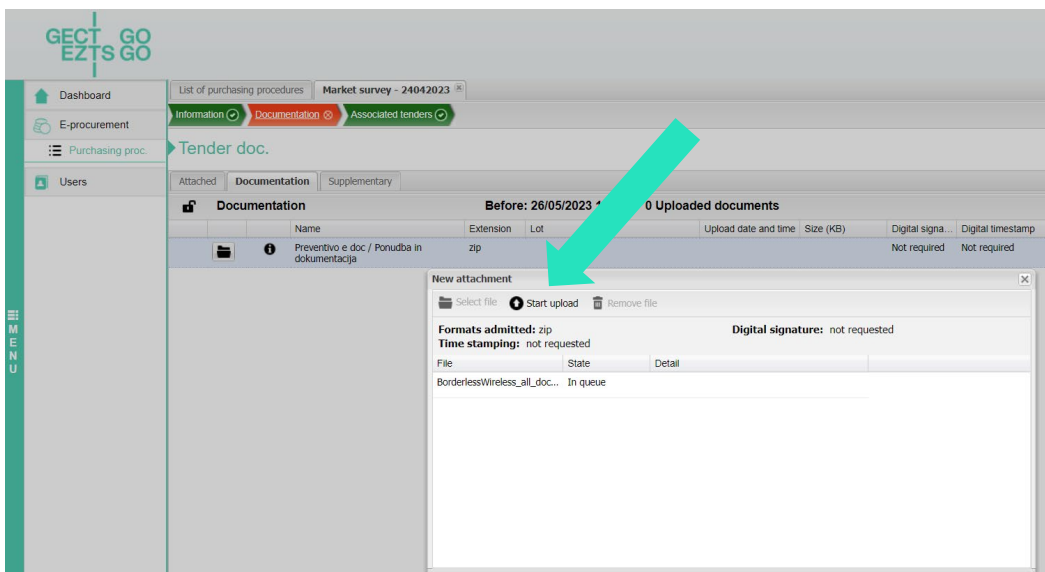 GECT GO
EZTS GO
Dashboard
E-procurement
Purchasing proc.
Users
MENU
List of purchasing procedures Market survey - 24042023
Information Documentation Associated tenders
Tender doc.
Attached Documentation Supplementary
Documentation Before: 26/05/2023 0 Uploaded documents
Name Extension Lot Upload date and time Size (KB) Digital signa... Digital timestamp
Preventivo e doc / Ponudba in zip Not required Not required
dokumentacija
New attachment
Select file Start upload Remove file
Formats admitted: zip Digital signature: not requested
Time stamping: not requested
File State Detail
BorderlessWireless_all_doc... In queue